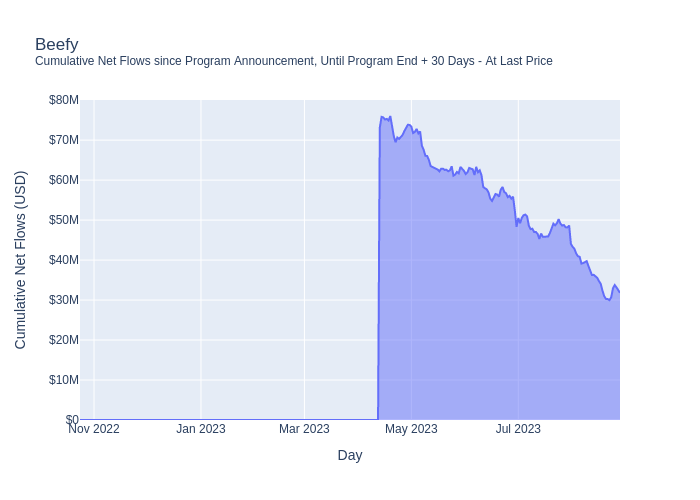 Beefy
Cumulative Net Flows since Program Announcement, Until Program End + 30 Days - At Last Price
$80M
$70M
$60M
$50M
$40M
$30M
$20M
$10M
$0
Cumulative Net Flows (USD)
Nov 2022 Jan 2023 Mar 2023 May 2023 Jul 2023
Day